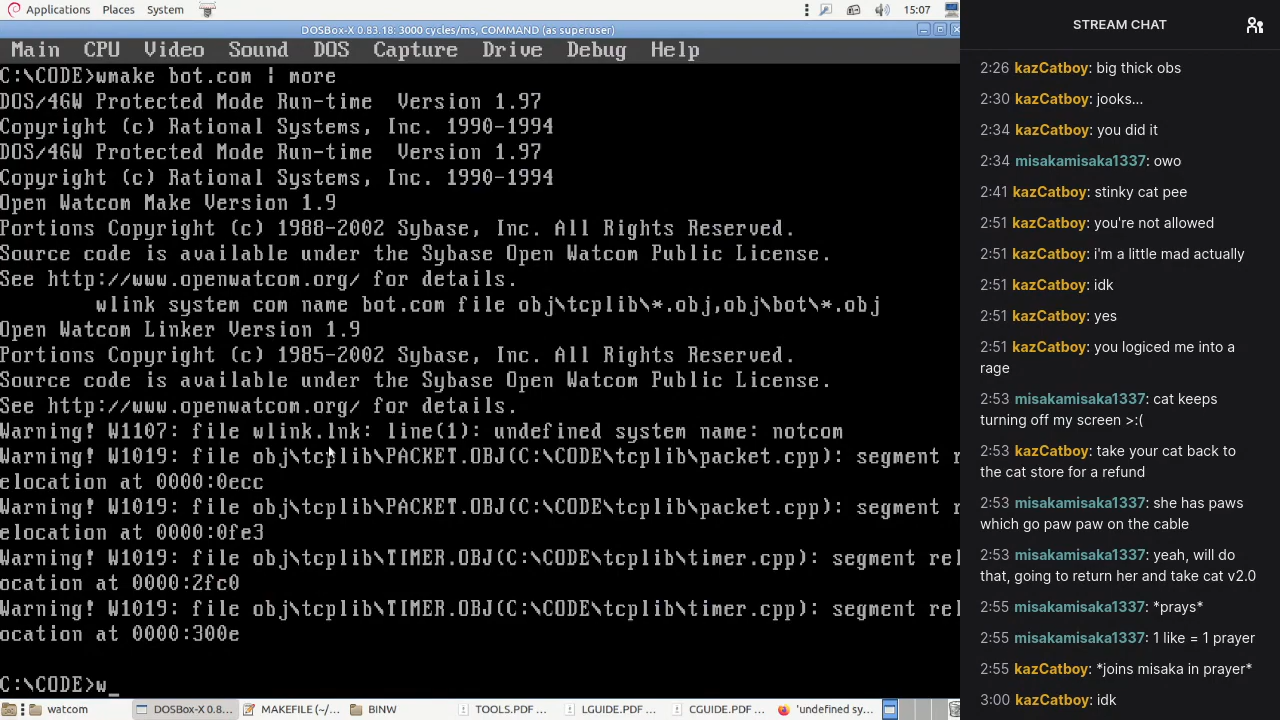 Applications Places System
15:07
DOSBox-X 0.83.18: 3000 cycles/ms, COMMAND (as superuser)
Main CPU Video Sound DOS Capture Drive Debug Help
C:\CODE>wmake bot.com | more
DOS/4GW Protected Mode Run-time  Version 1.97
Copyright (c) Rational Systems, Inc. 1990-1994
DOS/4GW Protected Mode Run-time  Version 1.97
Copyright (c) Rational Systems, Inc. 1990-1994
Open Watcom Make Version 1.9
Portions Copyright (c) 1988-2002 Sybase, Inc. All Rights Reserved.
Source code is available under the Sybase Open Watcom Public License.
See http://www.openwatcom.org/ for details.
wlink system com name bot.com file obj\tcplib\*.obj,obj\bot\*.obj
Open Watcom Linker Version 1.9
Portions Copyright (c) 1985-2002 Sybase, Inc. All Rights Reserved.
Source code is available under the Sybase Open Watcom Public License.
See http://www.openwatcom.org/ for details.
Warning! W1107: file wlink.lnk: line(1): undefined system name: notcom
Warning! W1019: file obj\tcplib\PACKET.OBJ(C:\CODE\tcplib\packet.cpp): segment r
elocation at 0000:0ecc
Warning! W1019: file obj\tcplib\PACKET.OBJ(C:\CODE\tcplib\packet.cpp): segment r
elocation at 0000:0fe3
Warning! W1019: file obj\tcplib\TIMER.OBJ(C:\CODE\tcplib\timer.cpp): segment rel
ocation at 0000:2fc0
Warning! W1019: file obj\tcplib\TIMER.OBJ(C:\CODE\tcplib\timer.cpp): segment rel
ocation at 0000:300e
C:\CODE>w_
watcom
DOSBox-X 0.8...
MAKEFILE (~/...
BINW
TOOLS.PDF ...
LGUIDE.PDF ...
CGUIDE.PDF ...
'undefined sy...
STREAM CHAT
2:26 kazCatboy: big thick obs
2:30 kazCatboy: jooks...
2:34 kazCatboy: you did it
2:34 misakamisaka1337: owo
2:41 kazCatboy: stinky cat pee
2:51 kazCatboy: you're not allowed
2:51 kazCatboy: i'm a little mad actually
2:51 kazCatboy: idk
2:51 kazCatboy: yes
2:51 kazCatboy: you logiced me into a
rage
2:53 misakamisaka1337: cat keeps
turning off my screen >:(
2:53 kazCatboy: take your cat back to
the cat store for a refund
2:53 misakamisaka1337: she has paws
which go paw paw on the cable
2:53 misakamisaka1337: yeah, will do
that, going to return her and take cat v2.0
2:55 misakamisaka1337: *prays*
2:55 misakamisaka1337: 1 like = 1 prayer
2:55 kazCatboy: *joins misaka in prayer*
3:00 kazCatboy: idk